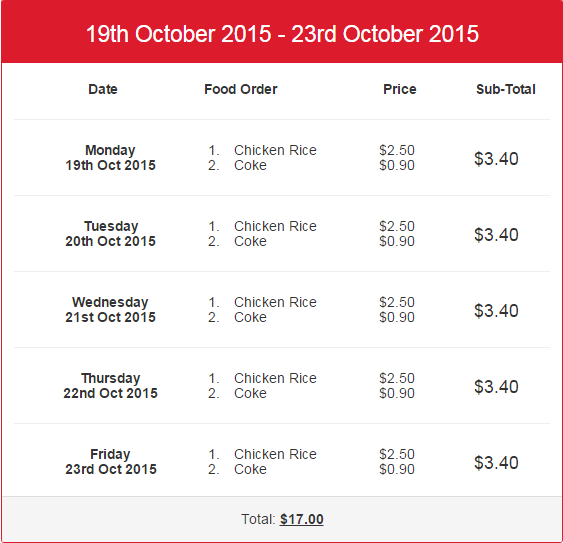 19th October 2015 - 23rd October 2015
Date Food Order Price Sub-Total
Monday 1. Chicken Rice $2.50
19th Oct 2015 2. Coke $0.90 $3.40
Tuesday 1. Chicken Rice $2.50
20th Oct 2015 2. Coke $0.90 $3.40
Wednesday 1. Chicken Rice $2.50
21st Oct 2015 2. Coke $0.90 $3.40
Thursday 1. Chicken Rice $2.50
22nd Oct 2015 2. Coke $0.90 $3.40
Friday 1. Chicken Rice $2.50
23rd Oct 2015 2. Coke $0.90 $3.40
Total: $17.00